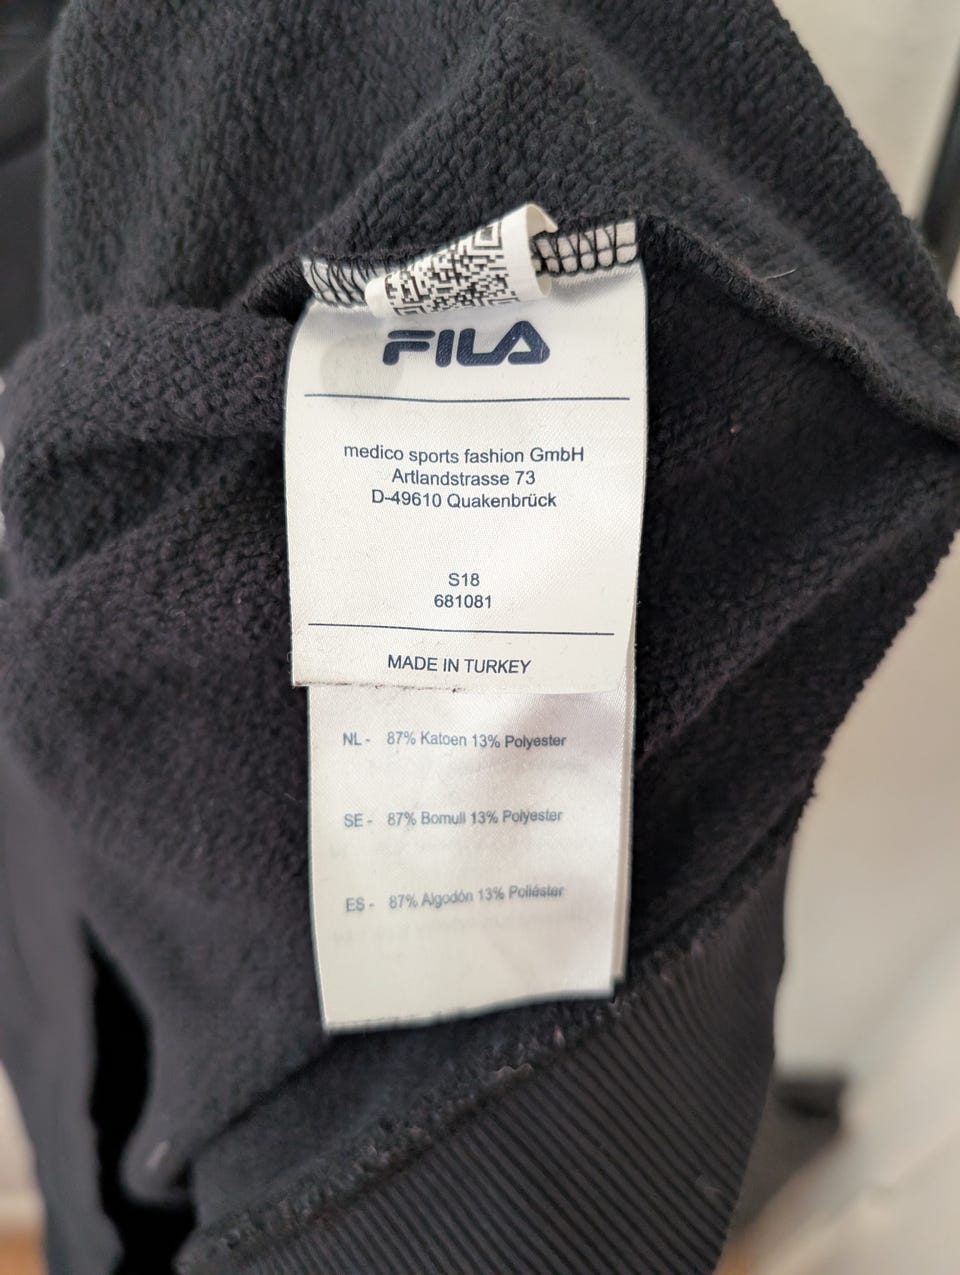 FILA
medico sports fashion GmbH
Artlandstrasse 73
D-49610 Quakenbrück
S18
681081
MADE IN TURKEY
NL - 87% Katoen 13% Polyester
SE - 87% Bomull 13% Polyester
ES - 87% Algodón 13% Poliéster